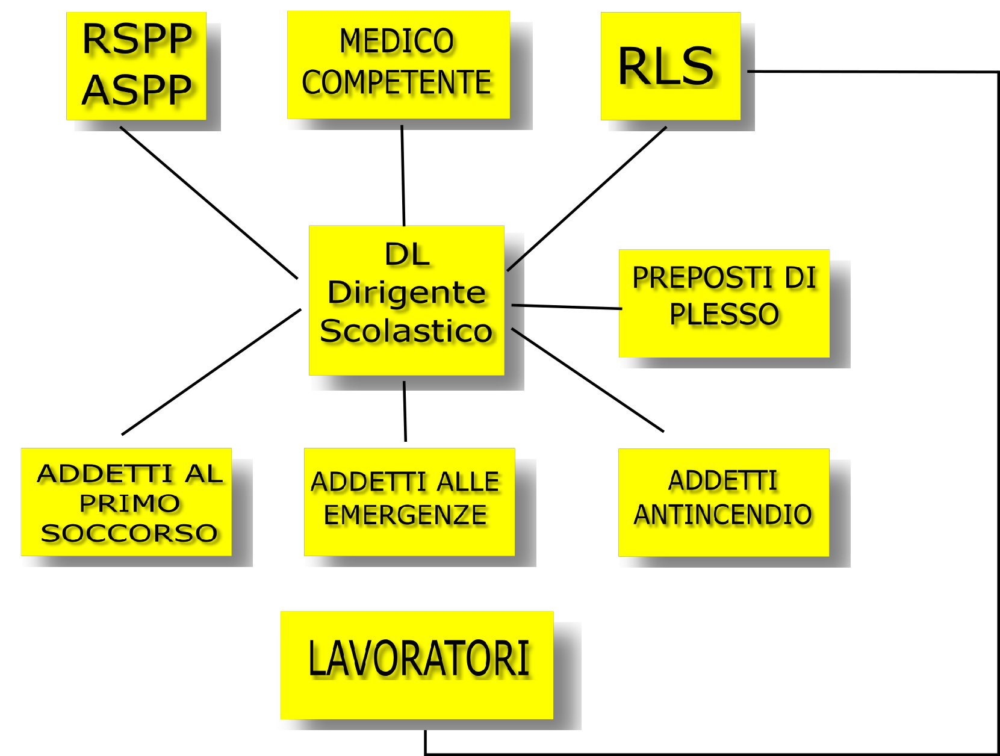 RSPP
ASPP
MEDICO
COMPETENTE
RLS
DL
Dirigente
Scolastico
PREPOSTI DI
PLESSO
ADDETTI AL
PRIMO
SOCCORSO
ADDETTI ALLE
EMERGENZE
ADDETTI
ANTINCENDIO
LAVORATORI